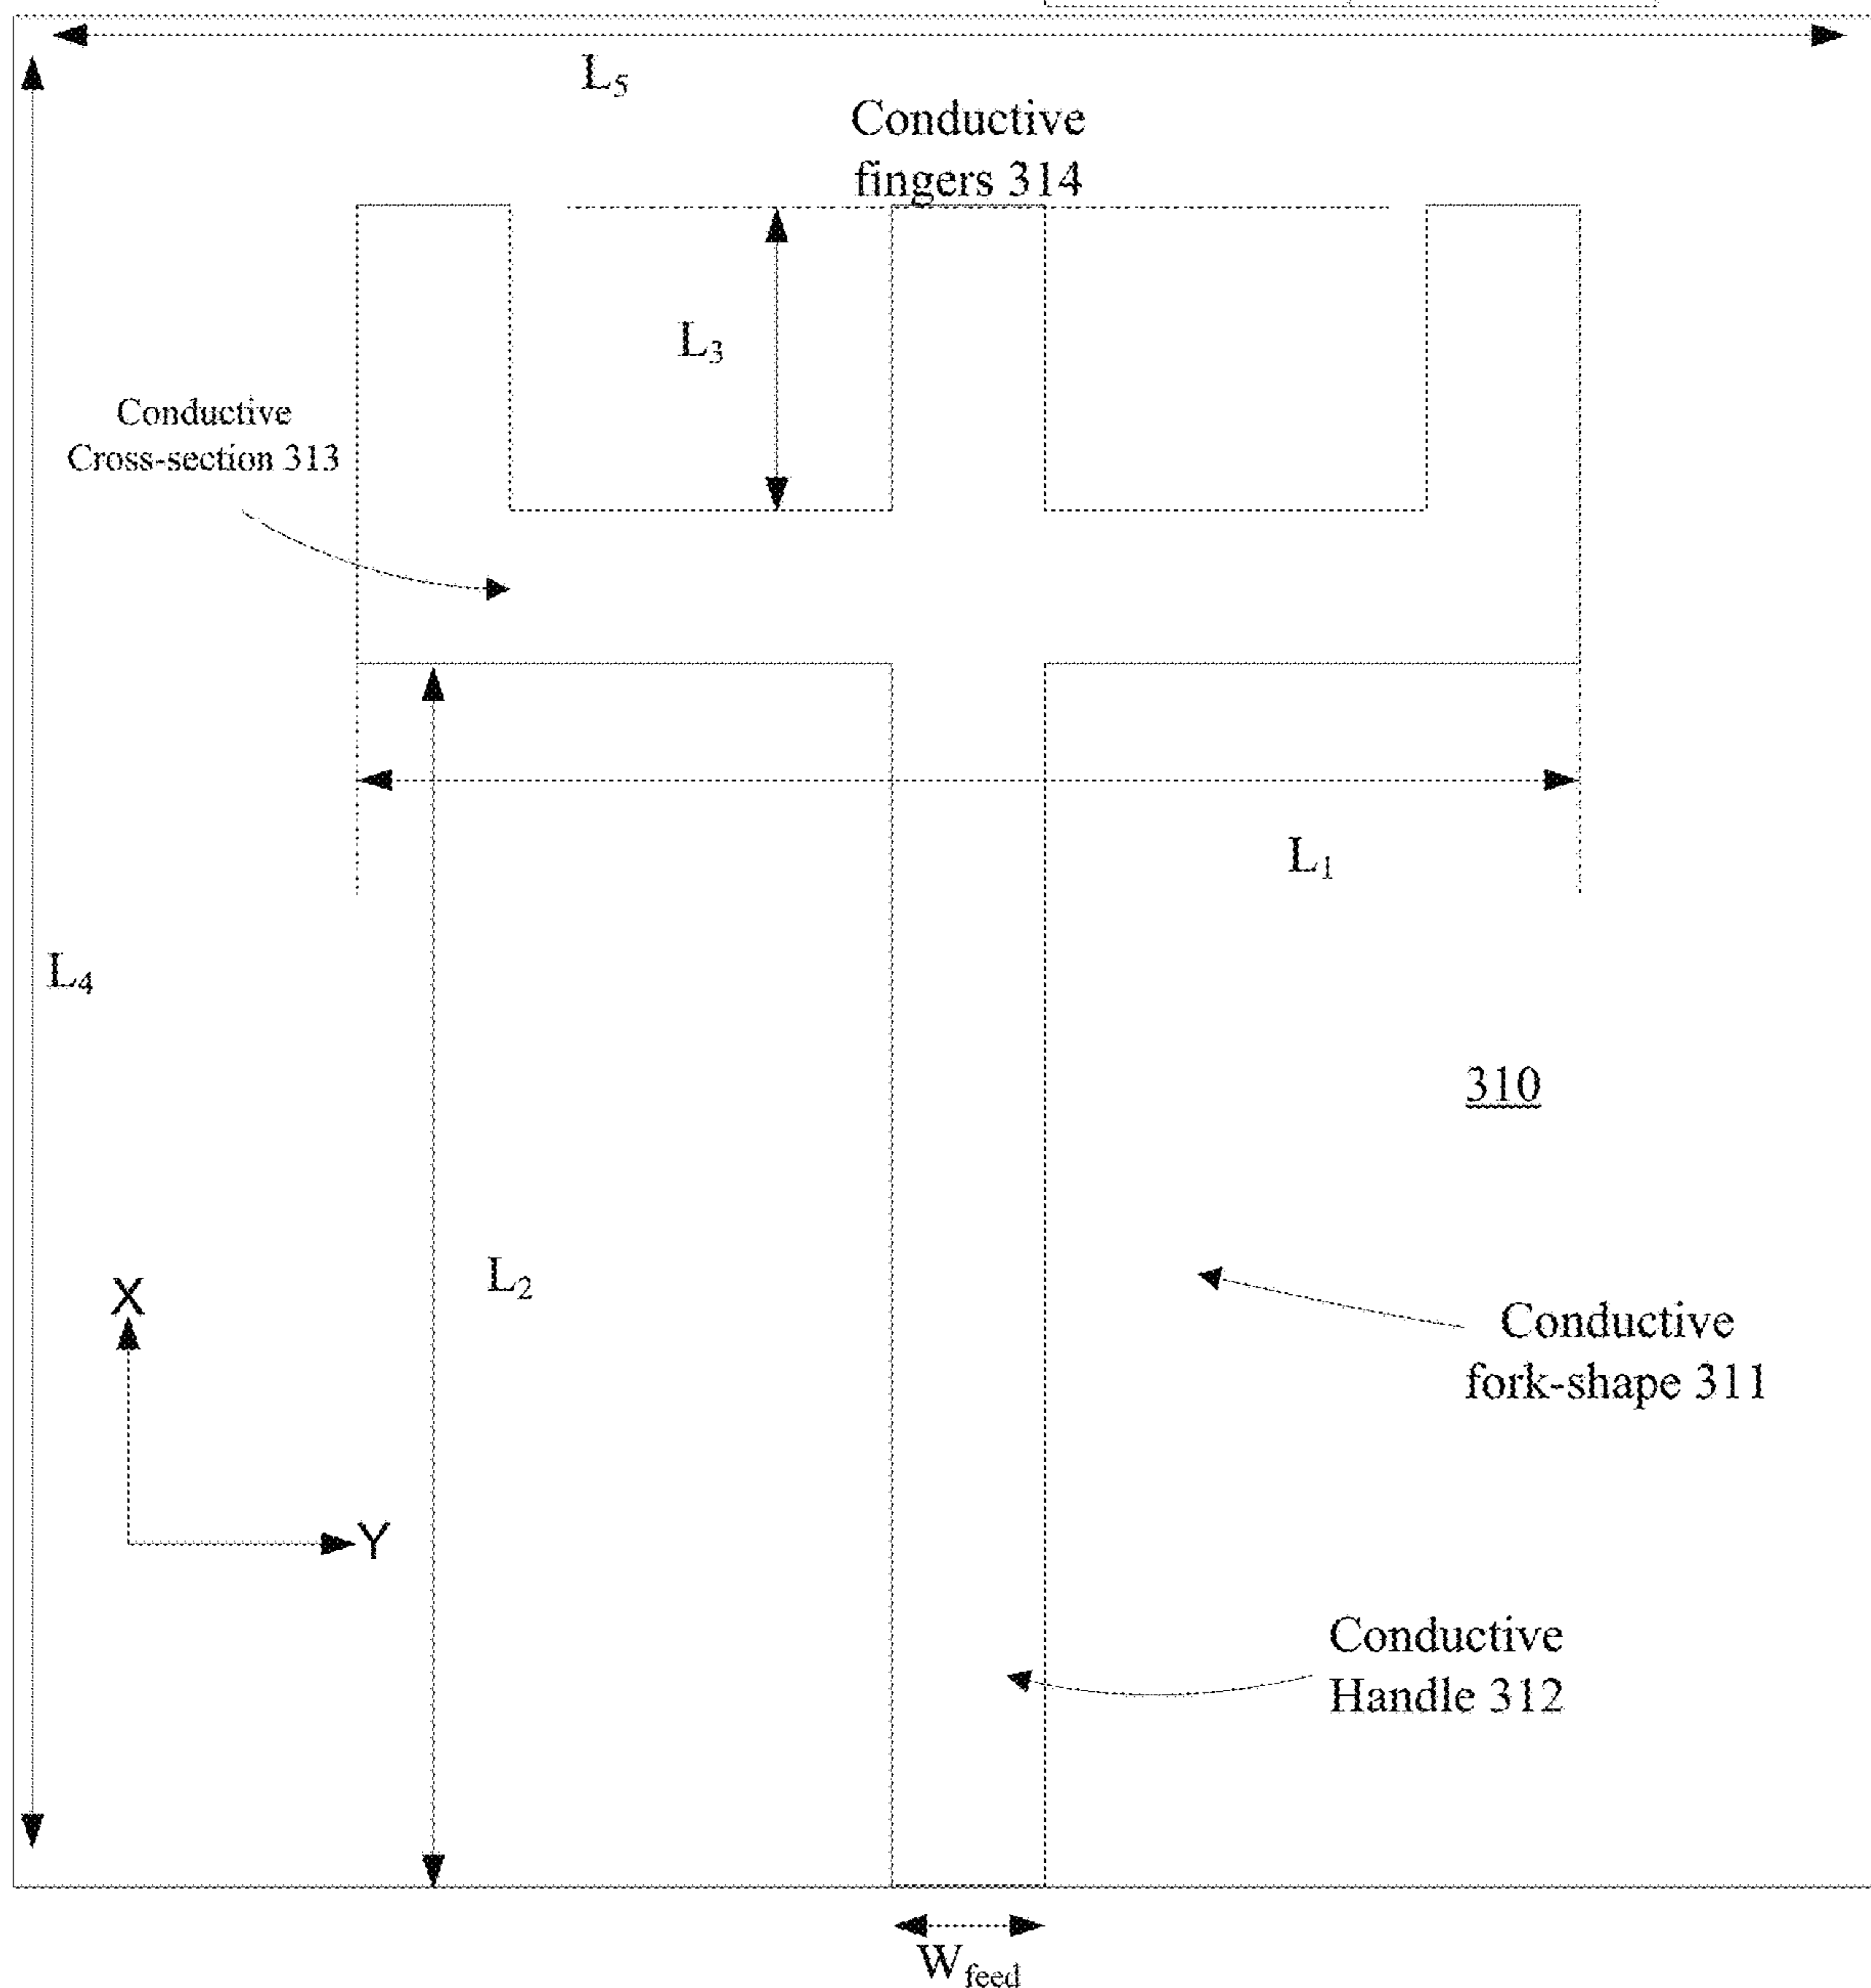 L₅
Conductive
fingers 314
L₃
Conductive
Cross-section 313
L₁
L₄
310
L₂
X
Conductive
fork-shape 311
Y
Conductive
Handle 312
W_feed